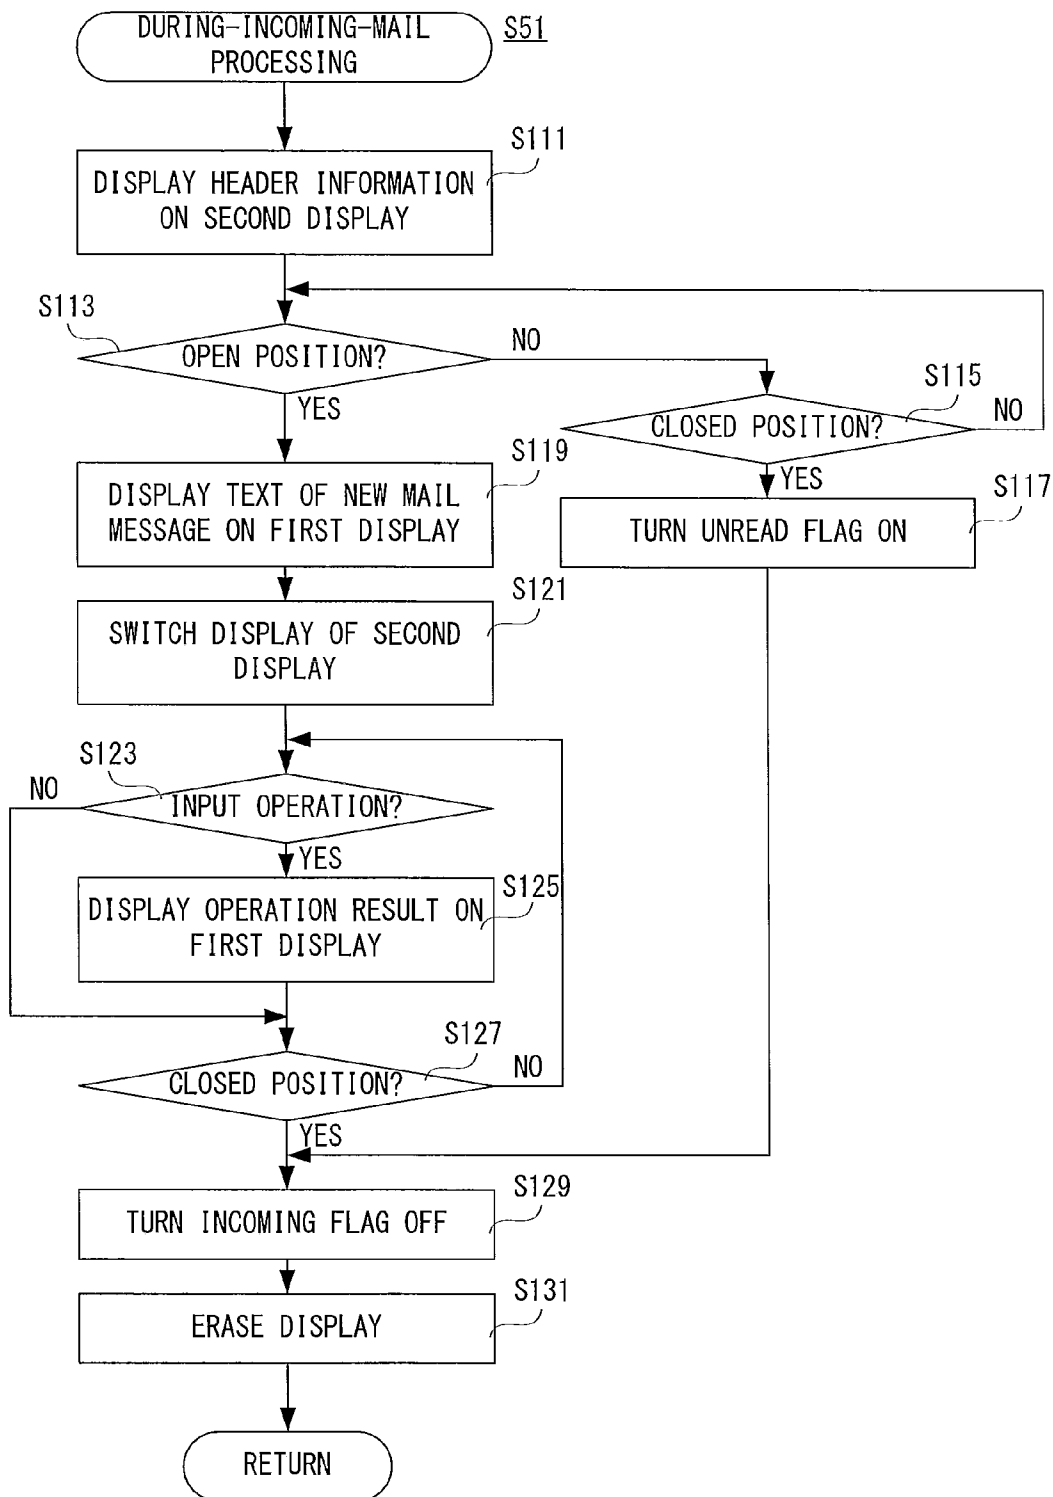 DURING-INCOMING-MAIL
PROCESSING
S51
S111
DISPLAY HEADER INFORMATION
ON SECOND DISPLAY
S113
OPEN POSITION?
NO
YES
S115
CLOSED POSITION?
NO
YES
S117
TURN UNREAD FLAG ON
S119
DISPLAY TEXT OF NEW MAIL
MESSAGE ON FIRST DISPLAY
S121
SWITCH DISPLAY OF SECOND
DISPLAY
S123
NO
INPUT OPERATION?
YES
S125
DISPLAY OPERATION RESULT ON
FIRST DISPLAY
S127
CLOSED POSITION?
NO
YES
S129
TURN INCOMING FLAG OFF
S131
ERASE DISPLAY
RETURN